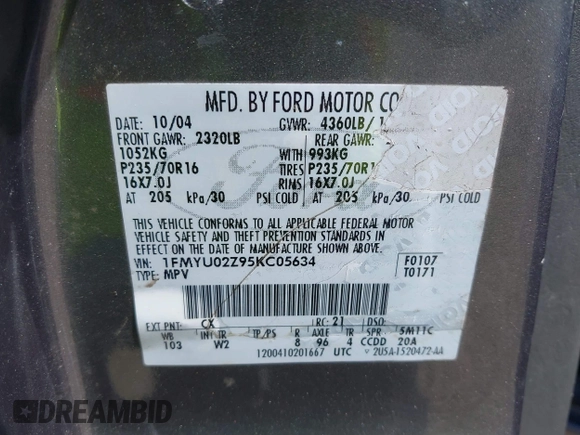 MFD. BY FORD MOTOR CO
DATE: 10/04 GVWR: 4360LB/
FRONT GAWR: 2320LB REAR GAWR:
1052KG WITH 993KG
P235/70R16 TIRES P235/70R1
16X7.0J RIMS 16X7.0J
AT 205 kPa/30 PSI COLD AT 205 kPa/30 PSI COLD
THIS VEHICLE CONFORMS TO ALL APPLICABLE FEDERAL MOTOR
VEHICLE SAFETY AND THEFT PREVENTION STANDARDS IN
EFFECT ON THE DATE OF MANUFACTURE SHOWN ABOVE.
VIN: 1FMYU02Z95KC05634 F0107
TYPE: MPV T0171
EXT PNT: CX RC: 21 DSO:
WB INT TR TP/PS R AXLE TR SPR 5M11C
103 W2 8 96 4 CCDD 20A
1200410201667 UTC V 2U5A-1520472-AA
VOID VOID
DREAMBID